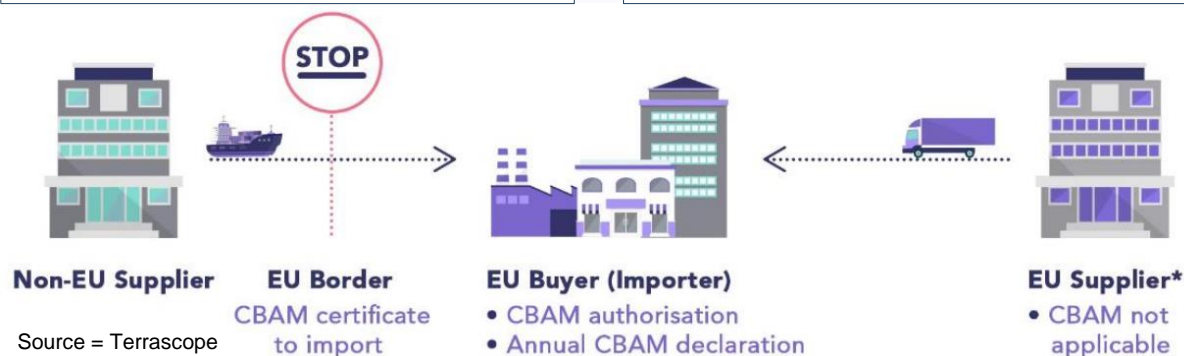 STOP
Non-EU Supplier
EU Border
CBAM certificate
to import
EU Buyer (Importer)
• CBAM authorisation
• Annual CBAM declaration
EU Supplier*
• CBAM not
applicable
Source = Terrascope